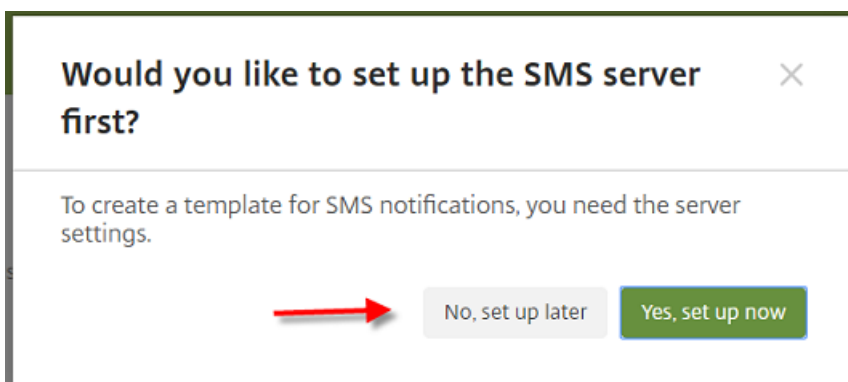 Would you like to set up the SMS server
first?
To create a template for SMS notifications, you need the server
settings.
No, set up later
Yes, set up now